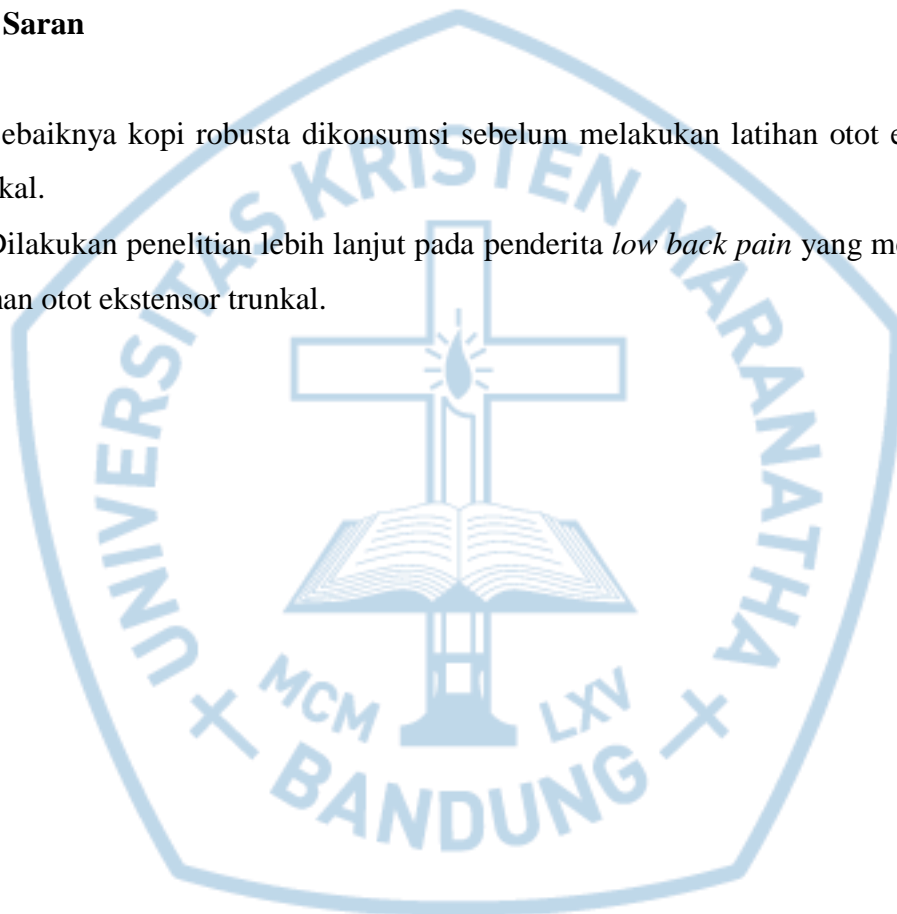 Saran
ebaiknya kopi robusta dikonsumsi sebelum melakukan latihan otot e
kal.
Dilakukan penelitian lebih lanjut pada penderita low back pain yang me
an otot ekstensor trunkal.
UNIVERSITAS KRISTEN MARANATHA
MCM LXV
BANDUNG